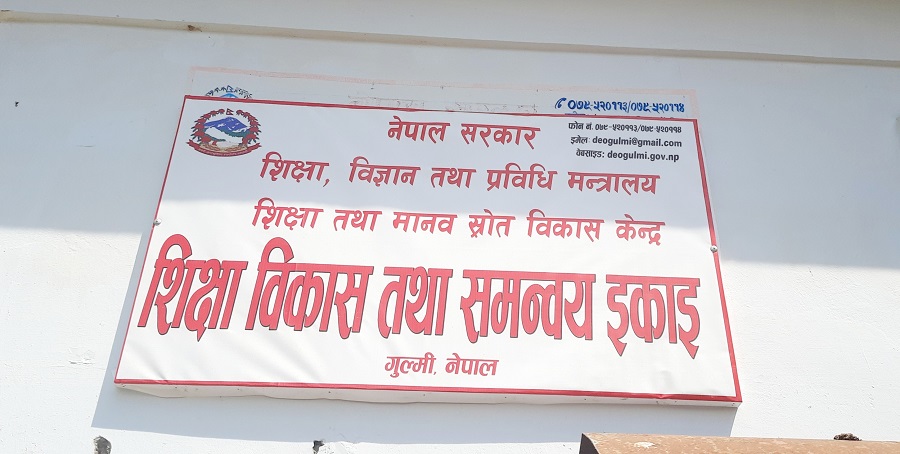 ✆ ०७९-५२०११३/०७९-५२०११४
नेपाल सरकार
फोन नं. ०७९-५२०११३/०७९-५२०११४
इमेल: deogulmi@gmail.com
वेबसाइड: deogulmi.gov.np
शिक्षा, विज्ञान तथा प्रविधि मन्त्रालय
शिक्षा तथा मानव स्रोत विकास केन्द्र
शिक्षा विकास तथा समन्वय इकाइ
गुल्मी, नेपाल